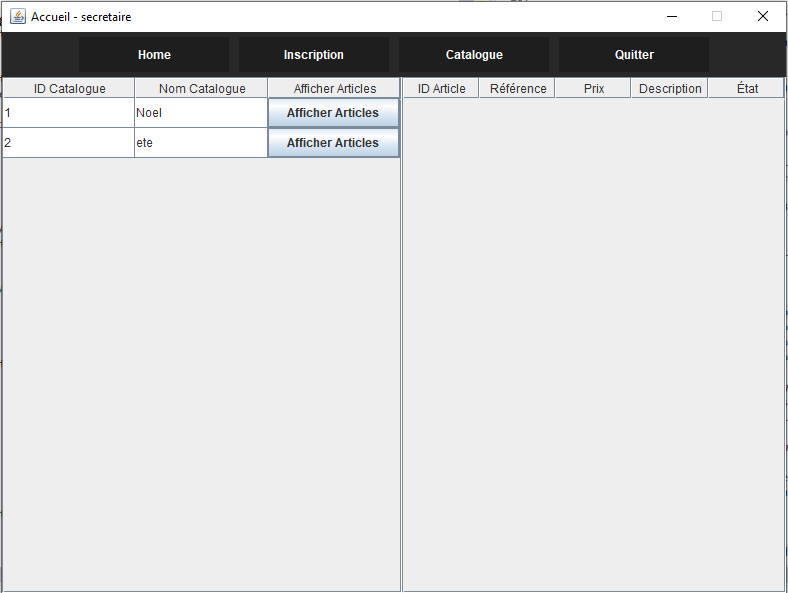 Accueil - secretaire
Home Inscription Catalogue Quitter
ID Catalogue Nom Catalogue Afficher Articles ID Article Référence Prix Description État
1 Noel Afficher Articles
2 ete Afficher Articles